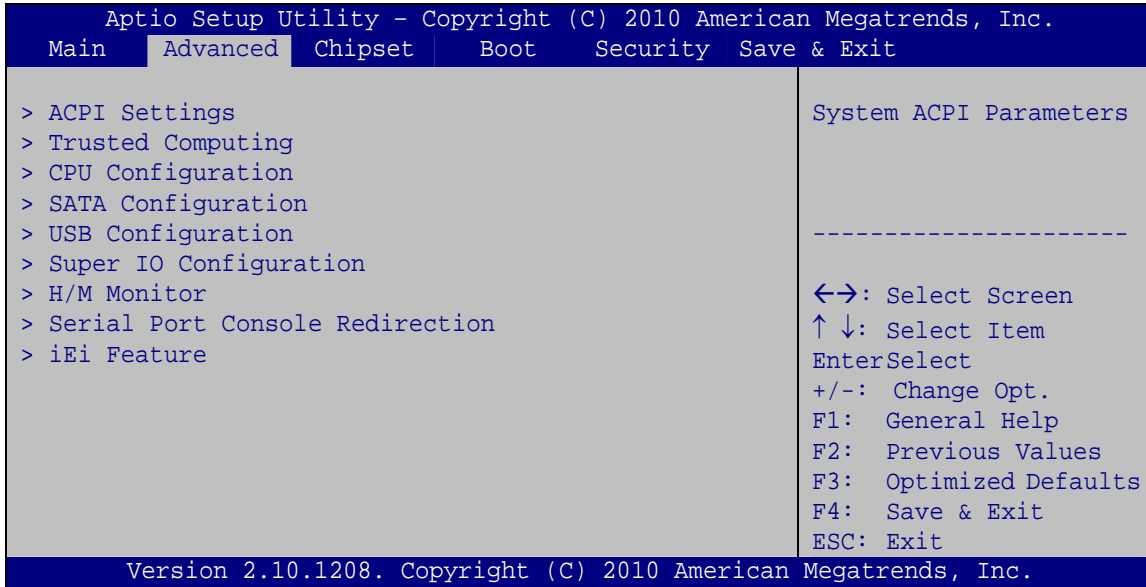 Aptio Setup Utility – Copyright (C) 2010 American Megatrends, Inc.
Main Advanced Chipset Boot Security Save & Exit
> ACPI Settings
> Trusted Computing
> CPU Configuration
> SATA Configuration
> USB Configuration
> Super IO Configuration
> H/M Monitor
> Serial Port Console Redirection
> iEi Feature
System ACPI Parameters
----------------------
←→: Select Screen
↑ ↓: Select Item
EnterSelect
+/-: Change Opt.
F1: General Help
F2: Previous Values
F3: Optimized Defaults
F4: Save & Exit
ESC: Exit
Version 2.10.1208. Copyright (C) 2010 American Megatrends, Inc.